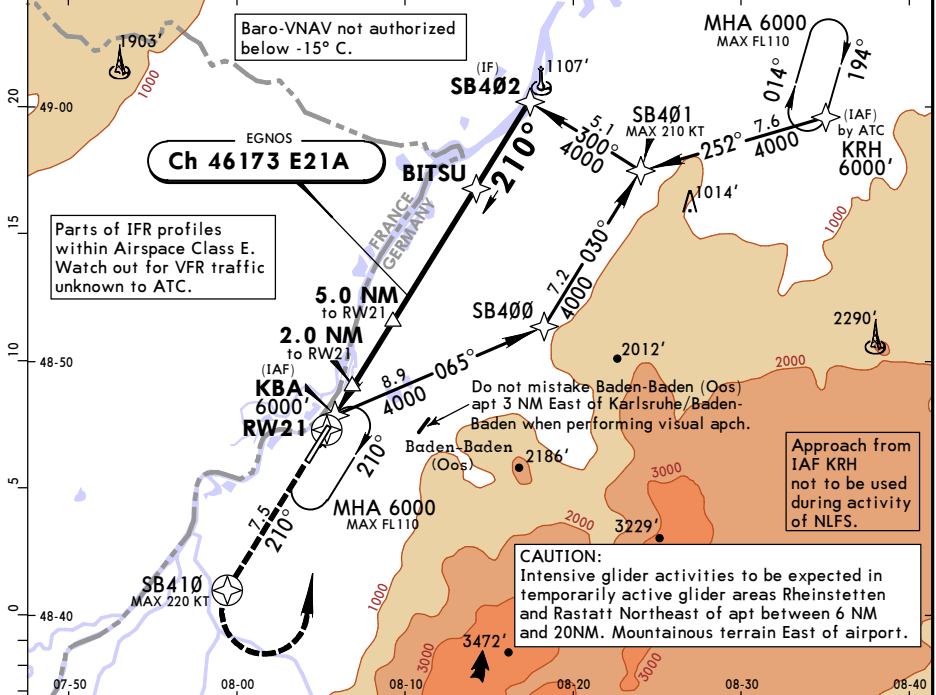 Baro-VNAV not authorized
below -15° C.
1903'
1000
MHA 6000
MAX FL110
014°
194°
(IF)
SB402
1107'
20
49-00
SB401
MAX 210 KT
5.1
300°
4000
252°
7.6
4000
(IAF)
by ATC
KRH
6000'
EGNOS
Ch 46173 E21A
BITSU
210°
1014'
FRANCE
GERMANY
1000
15
Parts of IFR profiles
within Airspace Class E.
Watch out for VFR traffic
unknown to ATC.
030°
7.2
4000
5.0 NM
to RW21
SB400
2.0 NM
to RW21
2290'
10
48-50
2012'
2000
(IAF)
KBA
6000'
RW21
8.9
065°
4000
Do not mistake Baden-Baden (Oos)
apt 3 NM East of Karlsruhe/Baden-
Baden when performing visual apch.
Baden-Baden
(Oos)
2186'
210°
Approach from
IAF KRH
not to be used
during activity
of NLFS.
3000
5
MHA 6000
MAX FL110
7.5
210°
2000
3229'
SB410
MAX 220 KT
CAUTION:
Intensive glider activities to be expected in
temporarily active glider areas Rheinstetten
and Rastatt Northeast of apt between 6 NM
and 20NM. Mountainous terrain East of airport.
0
48-40
1000
3000
3472'
3000
07-50
08-00
08-10
08-20
08-30
08-40